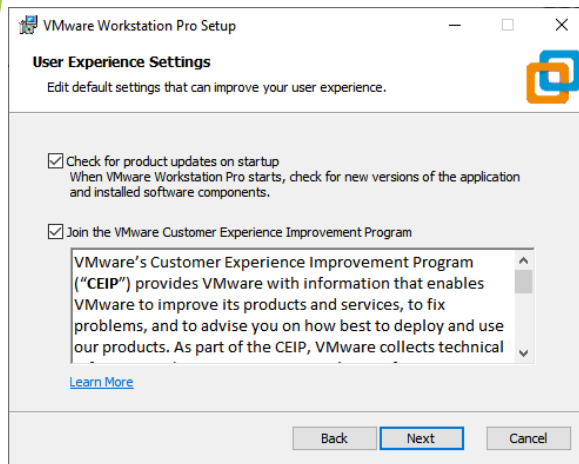 VMware Workstation Pro Setup
User Experience Settings
Edit default settings that can improve your user experience.
Check for product updates on startup
When VMware Workstation Pro starts, check for new versions of the application
and installed software components.
Join the VMware Customer Experience Improvement Program
VMware's Customer Experience Improvement Program
("CEIP") provides VMware with information that enables
VMware to improve its products and services, to fix
problems, and to advise you on how best to deploy and use
our products. As part of the CEIP, VMware collects technical
Learn More
Back
Next
Cancel